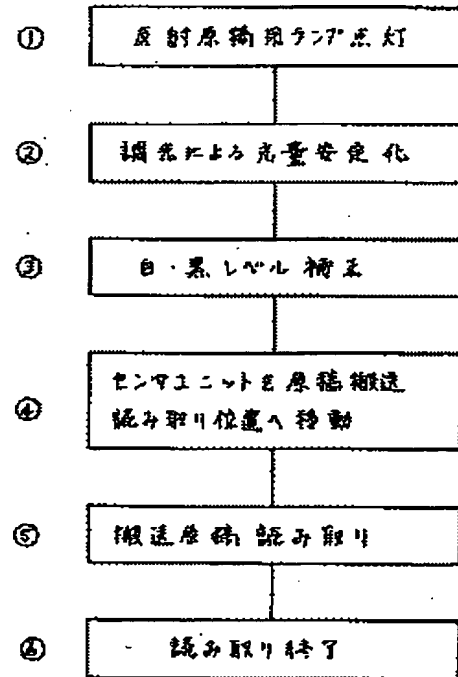 ① 反射原稿用ランプ点灯
② 調光による光量安定化
③ 白・黒レベル補正
④ センサユニットを原稿搬送
読み取り位置へ移動
⑤ 搬送原稿読み取り
⑥ 読み取り終了